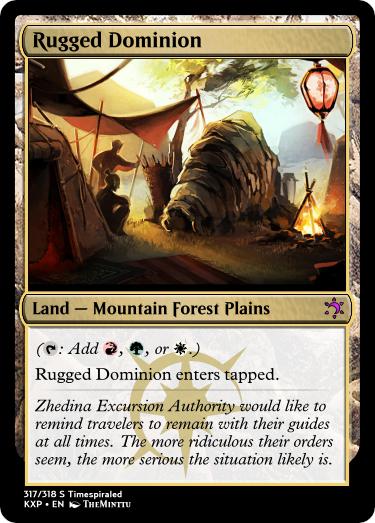 Rugged Dominion
Land — Mountain Forest Plains
(: Add , , or .)
Rugged Dominion enters tapped.
Zhedina Excursion Authority would like to
remind travelers to remain with their guides
at all times. The more ridiculous their orders
seem, the more serious the situation likely is.
317/318 S Timespiraled
KXP • EN TheMinttu